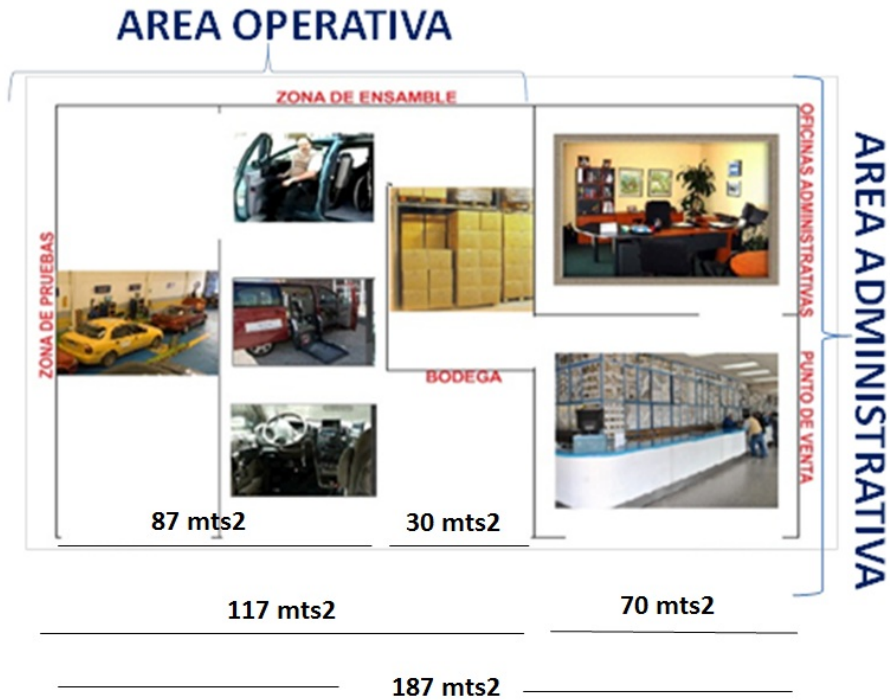 AREA OPERATIVA
ZONA DE ENSAMBLE
ZONA DE PRUEBAS
BODEGA
OFICINAS ADMINISTRATIVAS
PUNTO DE VENTA
AREA ADMINISTRATIVA
87 mts2
30 mts2
117 mts2
70 mts2
187 mts2